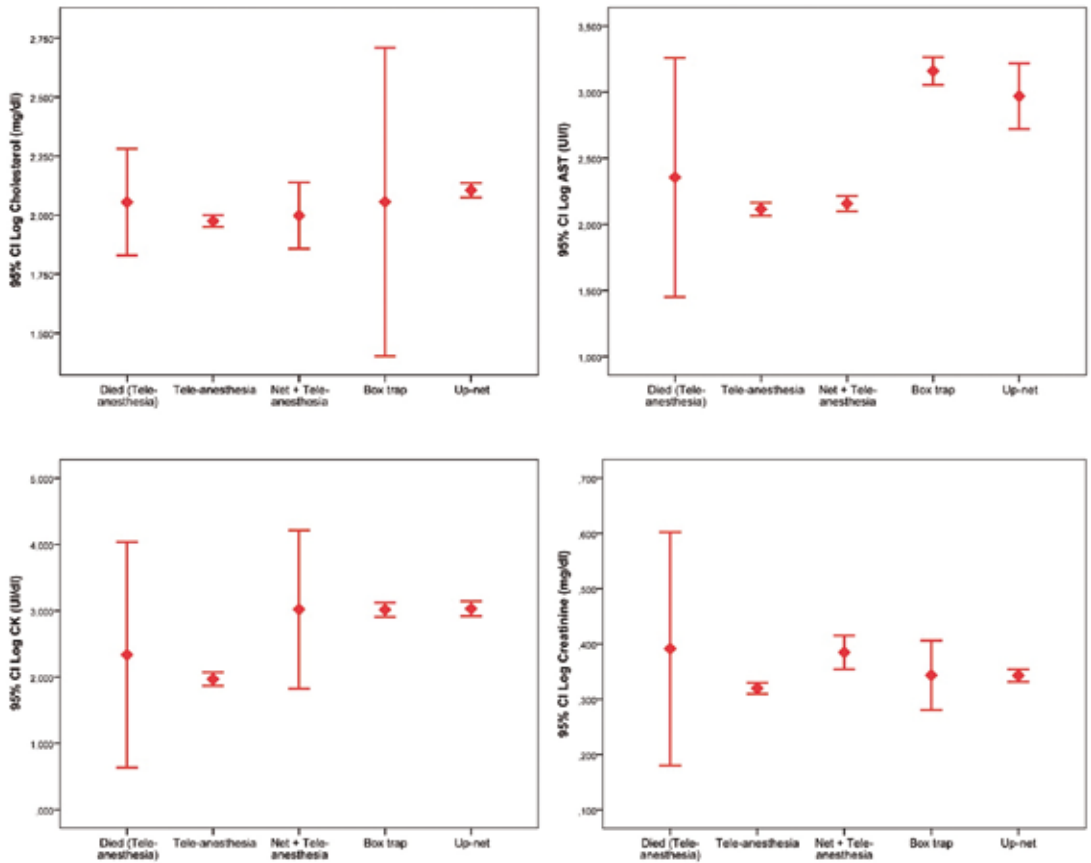 95% CI Log Cholesterol (mg/dl)
2.750
2.500
2.250
2.000
1.750
1.500
Died (Tele- Tele-anesthesia Net + Tele- Box trap Up-net
anesthesia) anesthesia
95% CI Log AST (UI/l)
3,500
3,000
2,500
2,000
1,500
1,000
Died (Tele- Tele-anesthesia Net + Tele- Box trap Up-net
anesthesia) anesthesia
95% CI Log CK (UI/dl)
5.000
4.000
3.000
2.000
1.000
.000
Died (Tele- Tele-anesthesia Net + Tele- Box trap Up-net
anesthesia) anesthesia
95% CI Log Creatinine (mg/dl)
,700
,600
,500
,400
,300
,200
,100
Died (Tele- Tele-anesthesia Net + Tele- Box trap Up-net
anesthesia) anesthesia